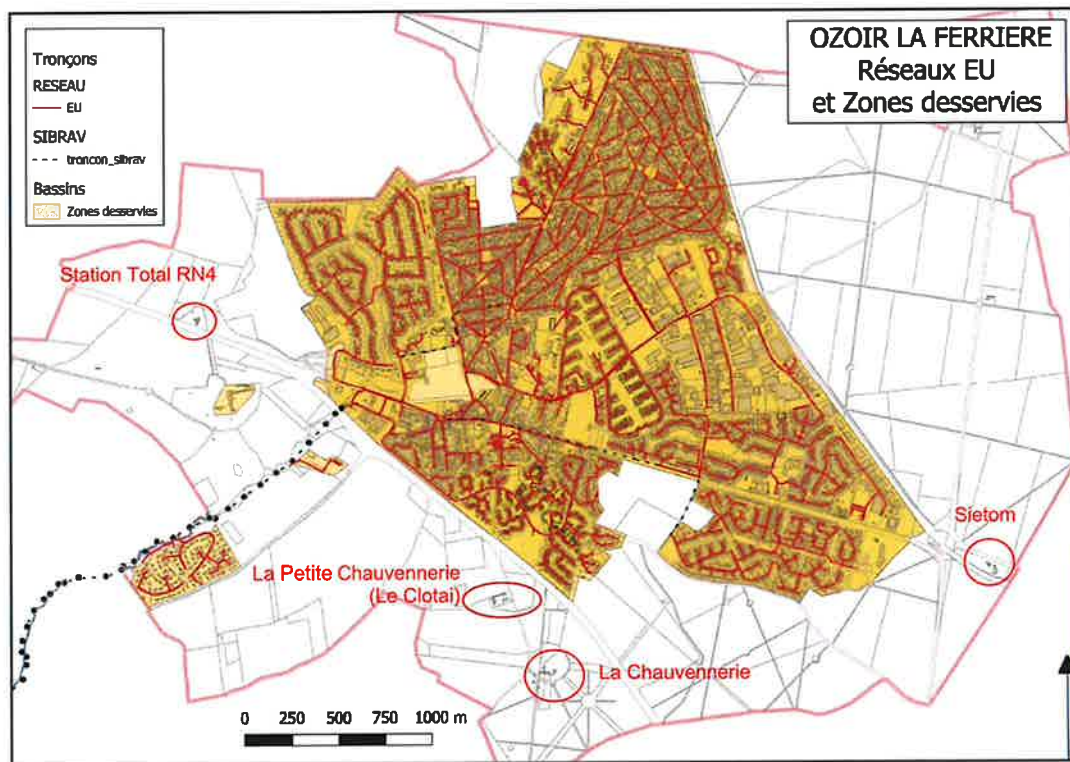 OZOIR LA FERRIERE
Réseaux EU
et Zones desservies
Tronçons
RESEAU
EU
SIBRAV
troncon_sibrav
Bassins
Zones desservies
Station Total RN4
Sietom
La Petite Chauvennerie
(Le Clotai)
La Chauvennerie
0 250 500 750 1000 m